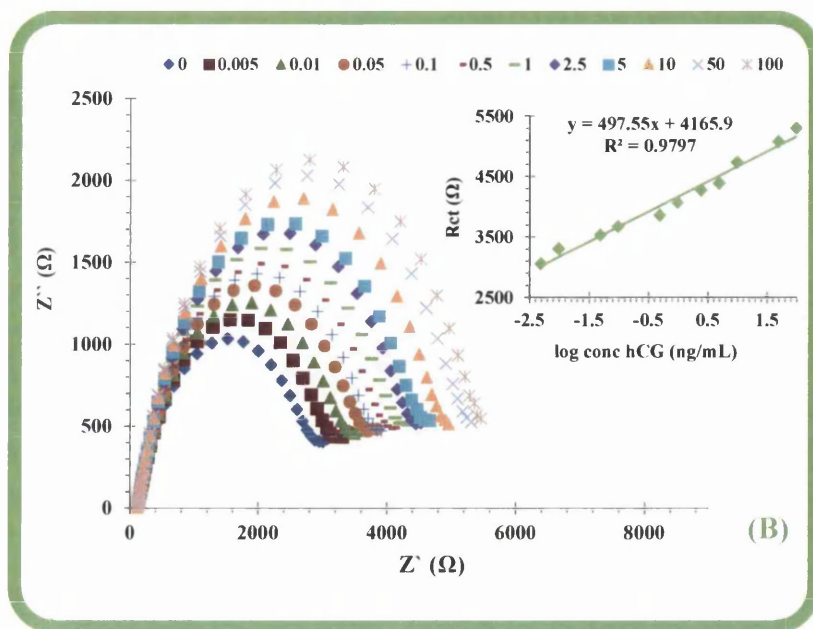 0 0.005 0.01 0.05 0.1 0.5 1 2.5 5 10 50 100
2500
2000
1500
1000
500
0
Z`` (Ω)
0 2000 4000 6000 8000
Z` (Ω)
5500
4500
3500
2500
Rct (Ω)
y = 497.55x + 4165.9
R² = 0.9797
-2.5 -1.5 -0.5 0.5 1.5
log conc hCG (ng/mL)
(B)